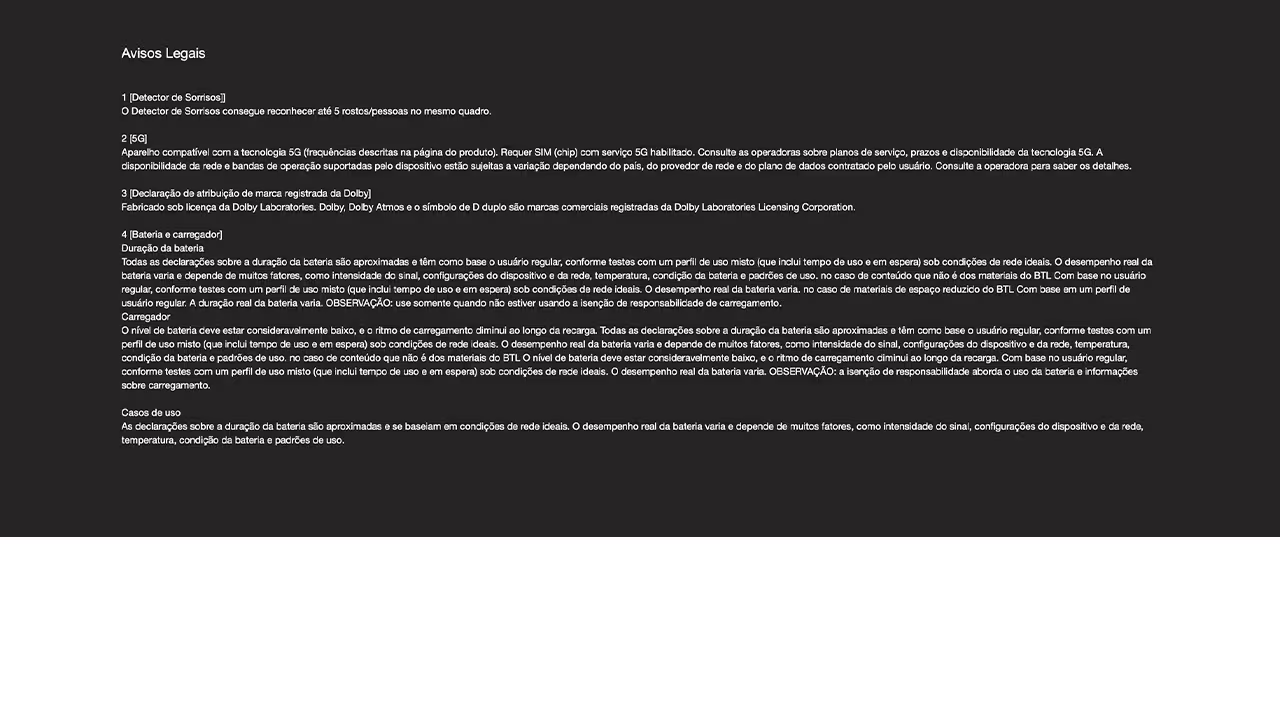 Avisos Legais
1 [Detector de Sorrisos]]
O Detector de Sorrisos consegue reconhecer até 5 rostos/pessoas no mesmo quadro.
2 [5G]
Aparelho compatível com a tecnologia 5G (frequências descritas na página do produto). Requer SIM (chip) com serviço 5G habilitado. Consulte as operadoras sobre planos de serviço, prazos e disponibilidade da tecnologia 5G. A
disponibilidade da rede e bandas de operação suportadas pelo dispositivo estão sujeitas a variação dependendo do país, do provedor de rede e do plano de dados contratado pelo usuário. Consulte a operadora para saber os detalhes.
3 [Declaração de atribuição de marca registrada da Dolby]
Fabricado sob licença da Dolby Laboratories. Dolby, Dolby Atmos e o símbolo de D duplo são marcas comerciais registradas da Dolby Laboratories Licensing Corporation.
4 [Bateria e carregador]
Duração da bateria
Todas as declarações sobre a duração da bateria são aproximadas e têm como base o usuário regular, conforme testes com um perfil de uso misto (que inclui tempo de uso e em espera) sob condições de rede ideais. O desempenho real da
bateria varia e depende de muitos fatores, como intensidade do sinal, configurações do dispositivo e da rede, temperatura, condição da bateria e padrões de uso. no caso de conteúdo que não é dos materiais do BTL Com base no usuário
regular, conforme testes com um perfil de uso misto (que inclui tempo de uso e em espera) sob condições de rede ideais. O desempenho real da bateria varia. no caso de materiais de espaço reduzido do BTL Com base em um perfil de
usuário regular. A duração real da bateria varia. OBSERVAÇÃO: use somente quando não estiver usando a isenção de responsabilidade de carregamento.
Carregador
O nível de bateria deve estar consideravelmente baixo, e o ritmo de carregamento diminui ao longo da recarga. Todas as declarações sobre a duração da bateria são aproximadas e têm como base o usuário regular, conforme testes com um
perfil de uso misto (que inclui tempo de uso e em espera) sob condições de rede ideais. O desempenho real da bateria varia e depende de muitos fatores, como intensidade do sinal, configurações do dispositivo e da rede, temperatura,
condição da bateria e padrões de uso. no caso de conteúdo que não é dos materiais do BTL O nível de bateria deve estar consideravelmente baixo, e o ritmo de carregamento diminui ao longo da recarga. Com base no usuário regular,
conforme testes com um perfil de uso misto (que inclui tempo de uso e em espera) sob condições de rede ideais. O desempenho real da bateria varia. OBSERVAÇÃO: a isenção de responsabilidade aborda o uso da bateria e informações
sobre carregamento.
Casos de uso
As declarações sobre a duração da bateria são aproximadas e se baseiam em condições de rede ideais. O desempenho real da bateria varia e depende de muitos fatores, como intensidade do sinal, configurações do dispositivo e da rede,
temperatura, condição da bateria e padrões de uso.